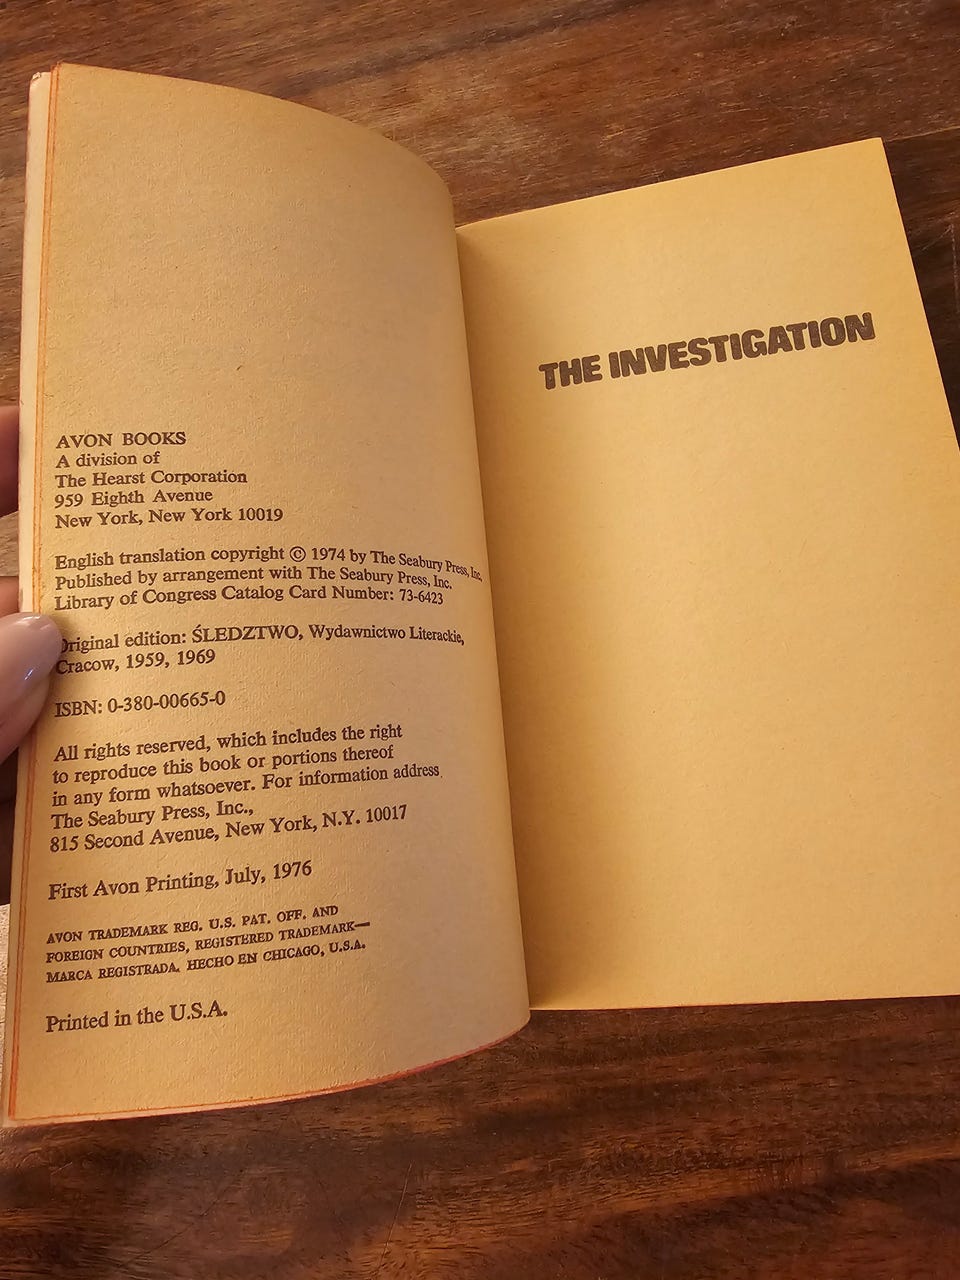 AVON BOOKS
A division of
The Hearst Corporation
959 Eighth Avenue
New York, New York 10019
English translation copyright © 1974 by The Seabury Press, Inc.
Published by arrangement with The Seabury Press, Inc.
Library of Congress Catalog Card Number: 73-6423
Original edition: ŚLEDZTWO, Wydawnictwo Literackie,
Cracow, 1959, 1969
ISBN: 0-380-00665-0
All rights reserved, which includes the right
to reproduce this book or portions thereof
in any form whatsoever. For information address
The Seabury Press, Inc.,
815 Second Avenue, New York, N.Y. 10017
First Avon Printing, July, 1976
AVON TRADEMARK REG. U.S. PAT. OFF. AND
FOREIGN COUNTRIES, REGISTERED TRADEMARK—
MARCA REGISTRADA, HECHO EN CHICAGO, U.S.A.
Printed in the U.S.A.
THE INVESTIGATION